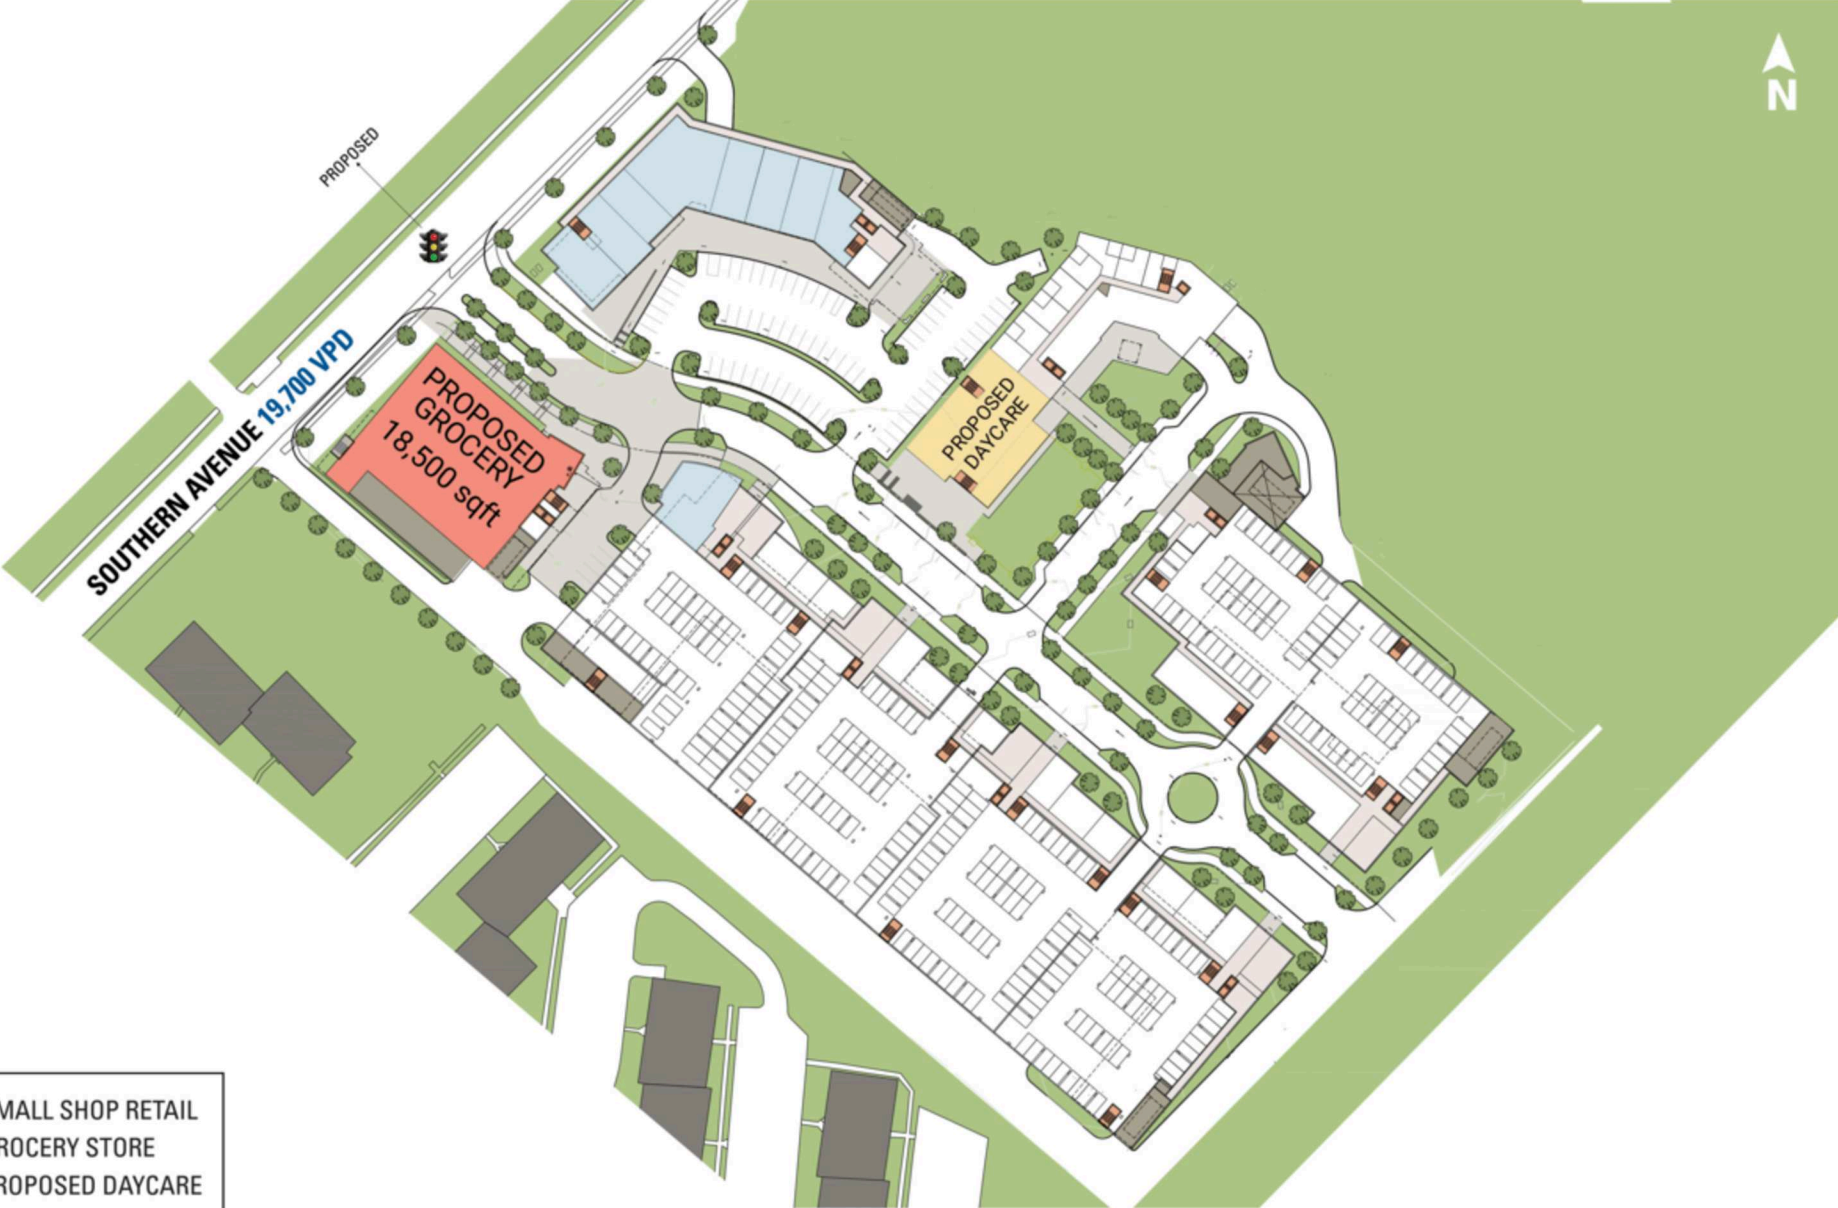 N
PROPOSED
SOUTHERN AVENUE 19,700 VPD
PROPOSED
GROCERY
18,500 sqft
PROPOSED
DAYCARE
MALL SHOP RETAIL
ROCERY STORE
ROPOSED DAYCARE